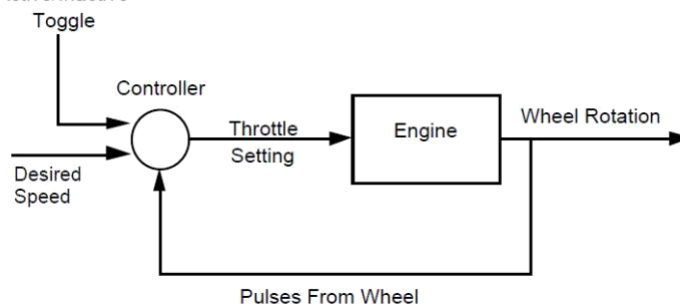 Toggle
Controller
Throttle
Setting
Engine
Wheel Rotation
Desired
Speed
Pulses From Wheel